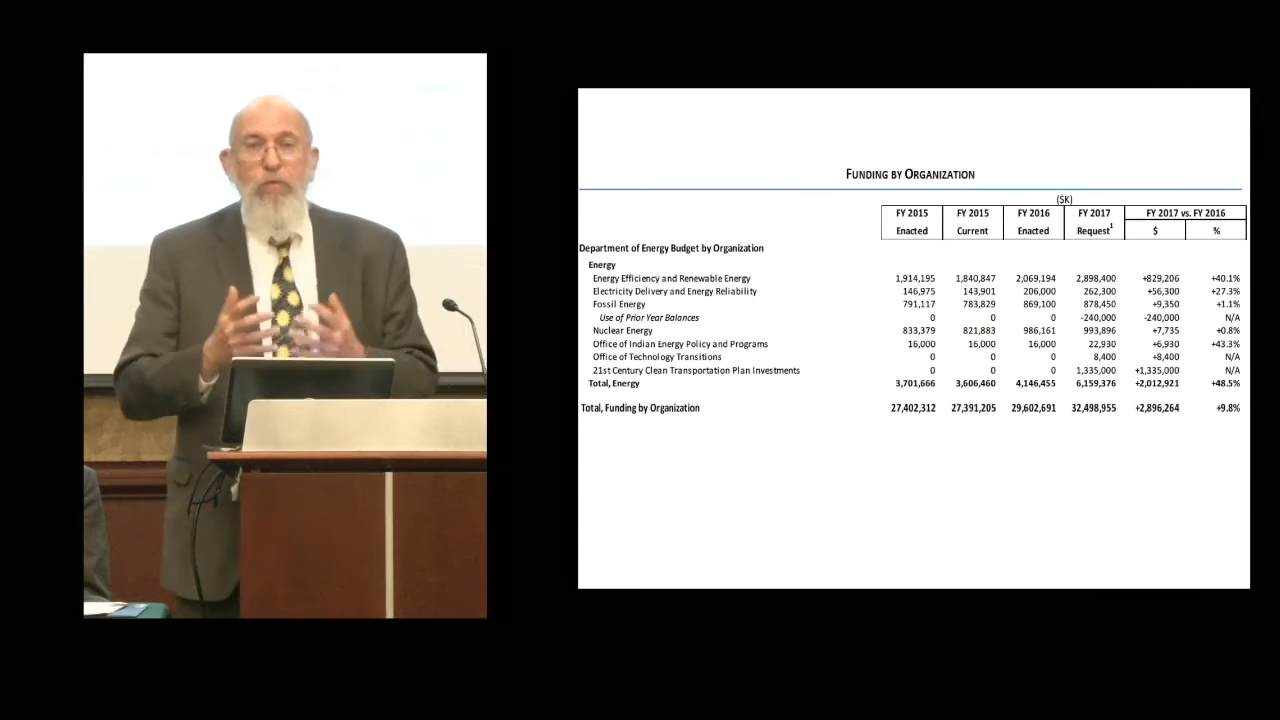 FUNDING BY ORGANIZATION
($K)
FY 2015 FY 2015 FY 2016 FY 2017 FY 2017 vs. FY 2016
Enacted Current Enacted Request1 $ %
Department of Energy Budget by Organization
Energy
Energy Efficiency and Renewable Energy 1,914,195 1,840,847 2,069,194 2,898,400 +829,206 +40.1%
Electricity Delivery and Energy Reliability 146,975 143,901 206,000 262,300 +56,300 +27.3%
Fossil Energy 791,117 783,829 869,100 878,450 +9,350 +1.1%
Use of Prior Year Balances 0 0 0 -240,000 -240,000 N/A
Nuclear Energy 833,379 821,883 986,161 993,896 +7,735 +0.8%
Office of Indian Energy Policy and Programs 16,000 16,000 16,000 22,930 +6,930 +43.3%
Office of Technology Transitions 0 0 0 8,400 +8,400 N/A
21st Century Clean Transportation Plan Investments 0 0 0 1,335,000 +1,335,000 N/A
Total, Energy 3,701,666 3,606,460 4,146,455 6,159,376 +2,012,921 +48.5%
Total, Funding by Organization 27,402,312 27,391,205 29,602,691 32,498,955 +2,896,264 +9.8%